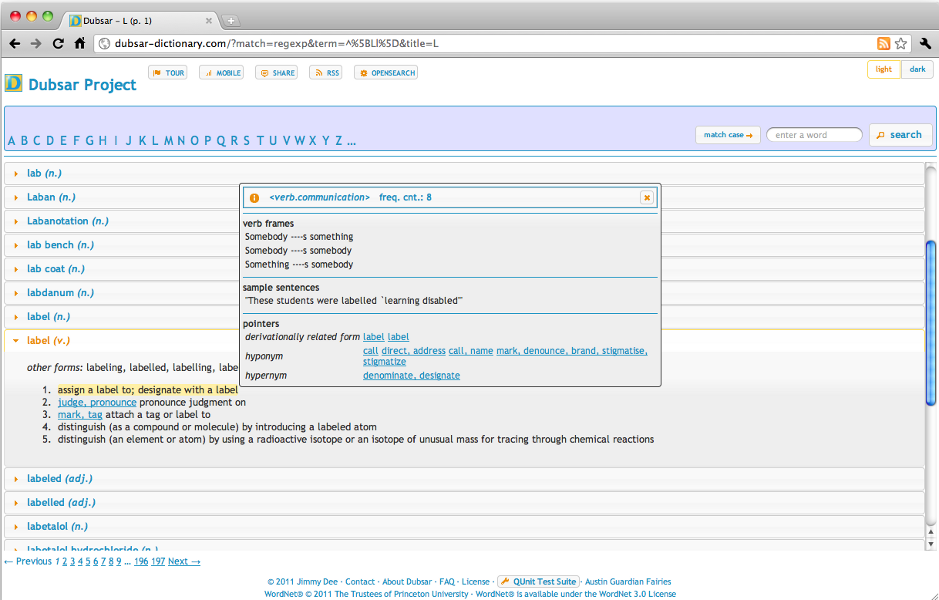 Dubsar – L (p. 1)
dubsar-dictionary.com/?match=regexp&term=^%5BLl%5D&title=L
D Dubsar Project
TOUR MOBILE SHARE RSS OPENSEARCH
light dark
A B C D E F G H I J K L M N O P Q R S T U V W X Y Z ...
match case → enter a word search
lab (n.)
Laban (n.)
Labanotation (n.)
lab bench (n.)
lab coat (n.)
labdanum (n.)
label (n.)
label (v.)
other forms: labeling, labelled, labelling, labe
1. assign a label to; designate with a label
2. judge, pronounce pronounce judgment on
3. mark, tag attach a tag or label to
4. distinguish (as a compound or molecule) by introducing a labeled atom
5. distinguish (an element or atom) by using a radioactive isotope or an isotope of unusual mass for tracing through chemical reactions
<verb.communication> freq. cnt.: 8
verb frames
Somebody ----s something
Somebody ----s somebody
Something ----s somebody
sample sentences
"These students were labelled `learning disabled'"
pointers
derivationally related form label label
hyponym call direct, address call, name mark, denounce, brand, stigmatise,
stigmatize
hypernym denominate, designate
labeled (adj.)
labelled (adj.)
labetalol (n.)
labetalol hydrochloride (n.)
← Previous 1 2 3 4 5 6 7 8 9 ... 196 197 Next →
© 2011 Jimmy Dee · Contact · About Dubsar · FAQ · License · QUnit Test Suite · Austin Guardian Fairies
WordNet® © 2011 The Trustees of Princeton University · WordNet® is available under the WordNet 3.0 License